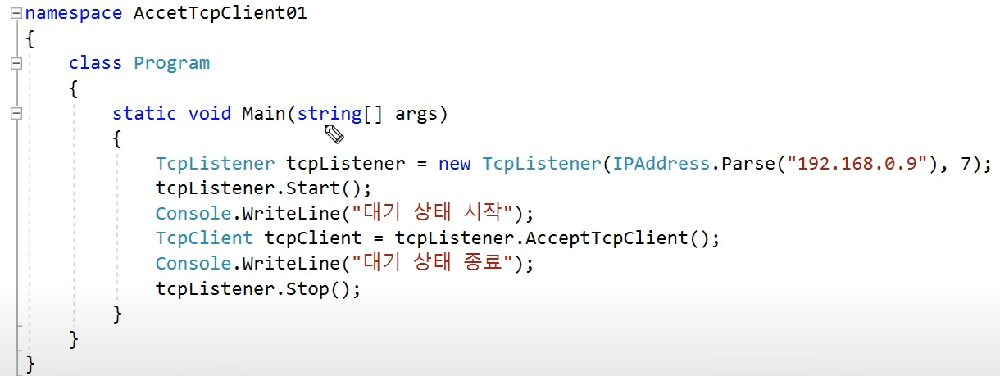 namespace AccetTcpClient01
{
class Program
{
static void Main(string[] args)
{
TcpListener tcpListener = new TcpListener(IPAddress.Parse("192.168.0.9"), 7);
tcpListener.Start();
Console.WriteLine("대기 상태 시작");
TcpClient tcpClient = tcpListener.AcceptTcpClient();
Console.WriteLine("대기 상태 종료");
tcpListener.Stop();
}
}
}